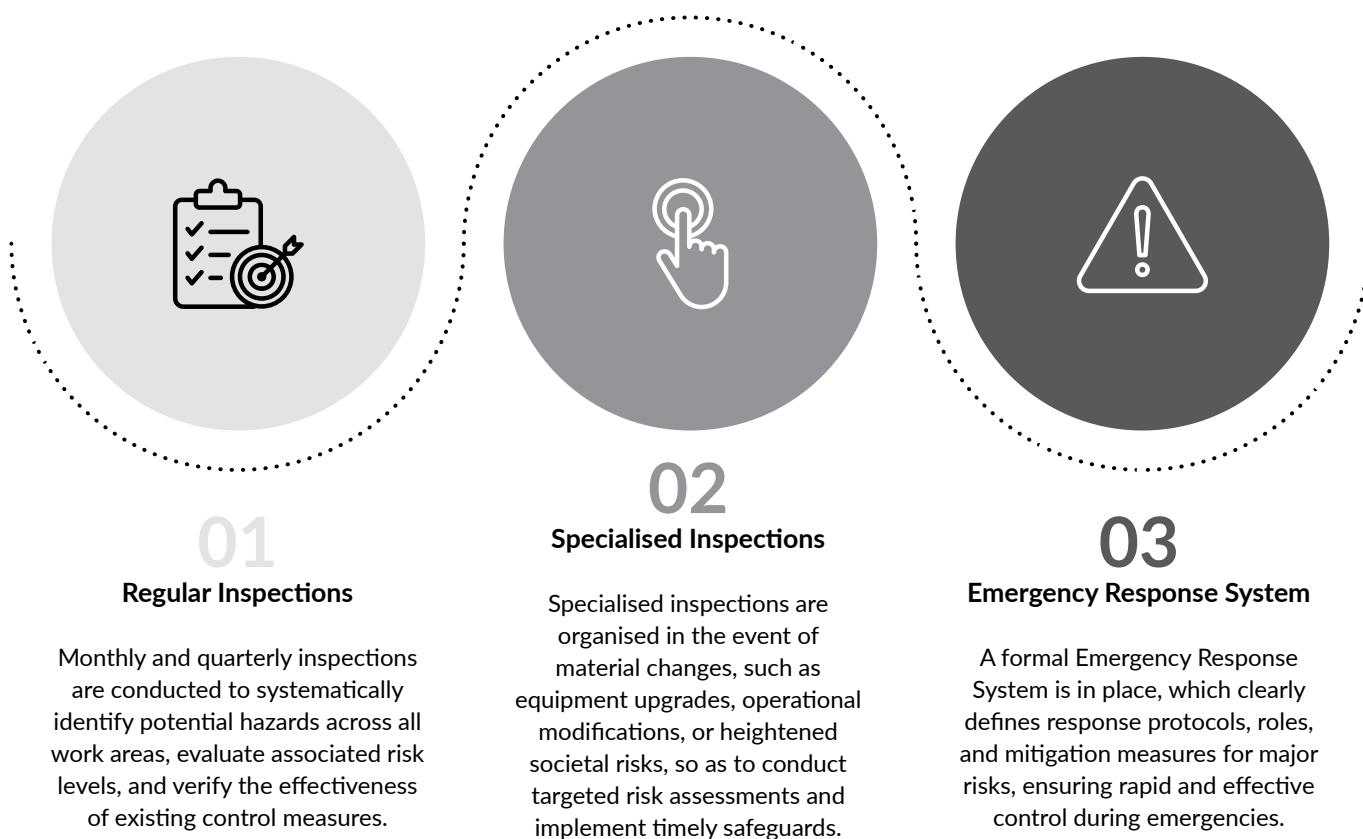 01
Regular Inspections
Monthly and quarterly inspections
are conducted to systematically
identify potential hazards across all
work areas, evaluate associated risk
levels, and verify the effectiveness
of existing control measures.
02
Specialised Inspections
Specialised inspections are
organised in the event of
material changes, such as
equipment upgrades, operational
modifications, or heightened
societal risks, so as to conduct
targeted risk assessments and
implement timely safeguards.
03
Emergency Response System
A formal Emergency Response
System is in place, which clearly
defines response protocols, roles,
and mitigation measures for major
risks, ensuring rapid and effective
control during emergencies.